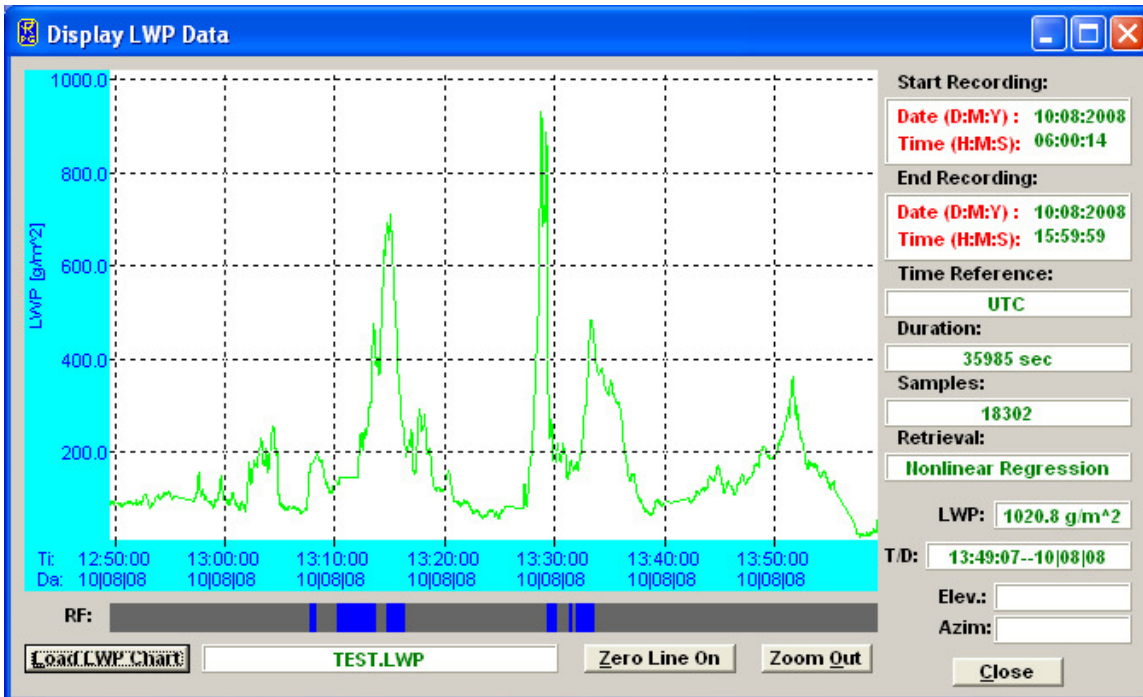 Display LWP Data
1000.0
800.0
600.0
400.0
200.0
LWP [g/m^2]
Ti: 12:50:00 13:00:00 13:10:00 13:20:00 13:30:00 13:40:00 13:50:00
Da: 10|08|08 10|08|08 10|08|08 10|08|08 10|08|08 10|08|08 10|08|08
RF:
Load LWP Chart TEST.LWP Zero Line On Zoom Out
Start Recording:
Date (D:M:Y) : 10:08:2008
Time (H:M:S): 06:00:14
End Recording:
Date (D:M:Y) : 10:08:2008
Time (H:M:S): 15:59:59
Time Reference:
UTC
Duration:
35985 sec
Samples:
18302
Retrieval:
Nonlinear Regression
LWP: 1020.8 g/m^2
T/D: 13:49:07--10|08|08
Elev.:
Azim:
Close